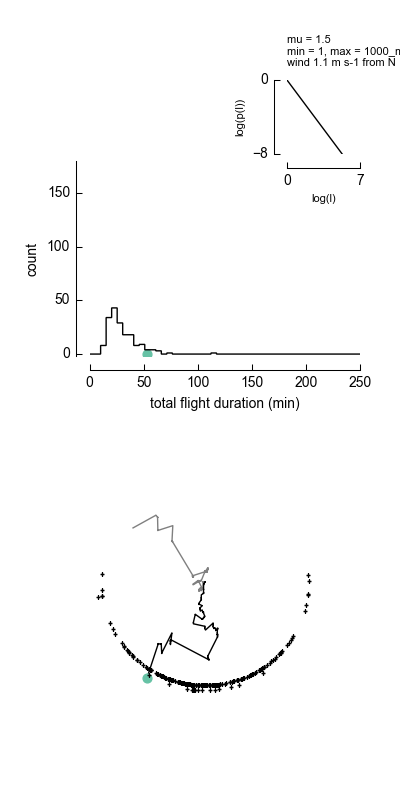 mu = 1.5
min = 1, max = 1000_m
wind 1.1 m s-1 from N
0
log(p(l))
−8
0 7
log(l)
150
100
count
50
0
0 50 100 150 200 250
total flight duration (min)